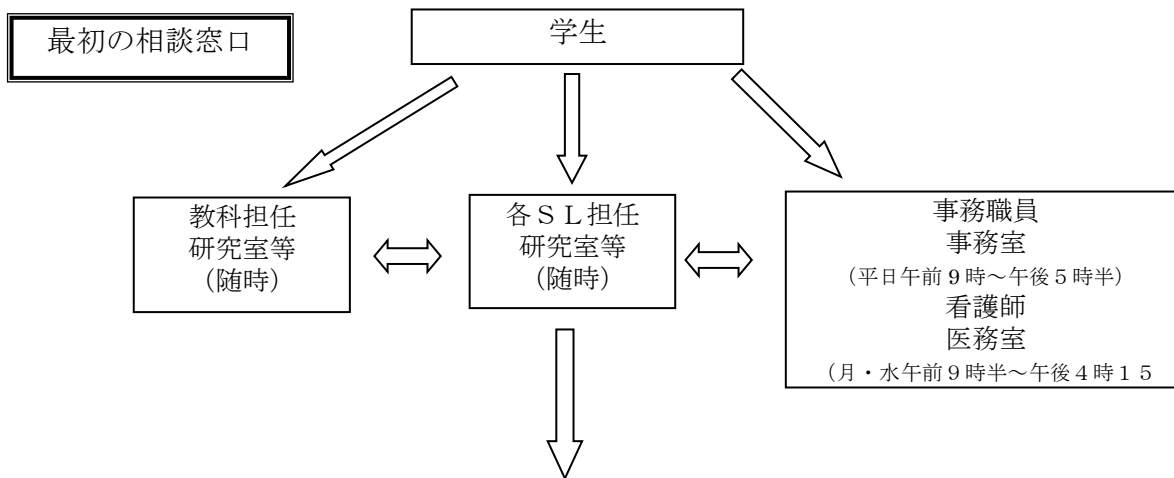 最初の相談窓口
学生
教科担任
研究室等
（随時）
各ＳＬ担任
研究室等
（随時）
事務職員
事務室
（平日午前９時～午後５時半）
看護師
医務室
（月・水午前９時半～午後４時１５